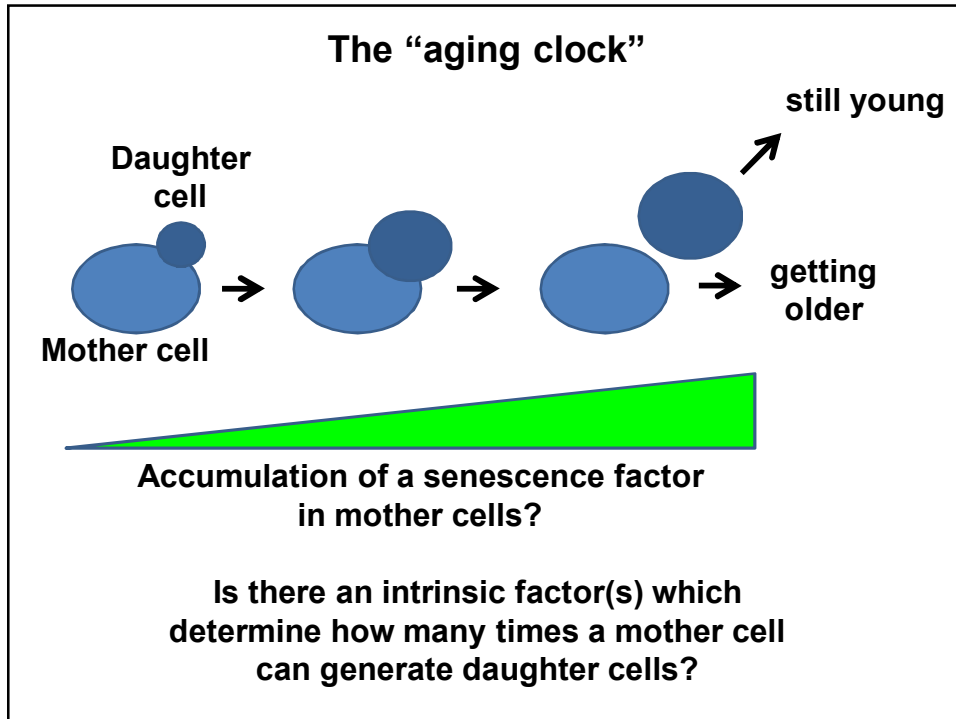 The “aging clock”
still young
Daughter
cell
getting
older
Mother cell
Accumulation of a senescence factor
in mother cells?
Is there an intrinsic factor(s) which
determine how many times a mother cell
can generate daughter cells?